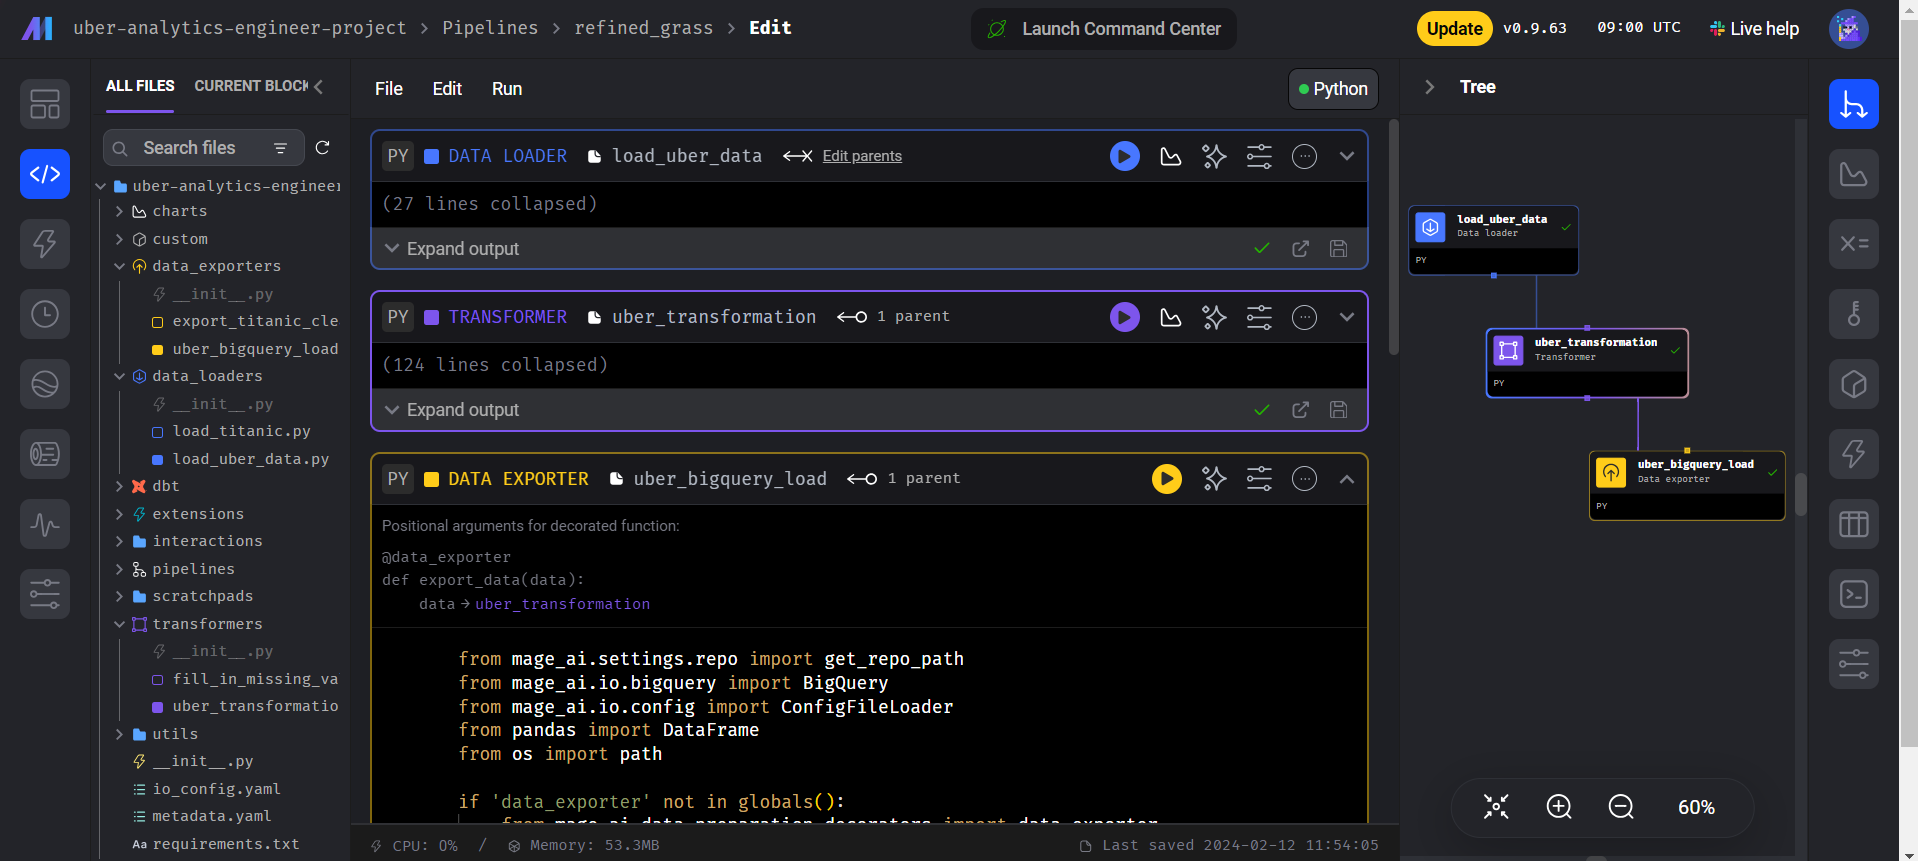 uber-analytics-engineer-project > Pipelines > refined_grass > Edit
Launch Command Center
Update v0.9.63 09:00 UTC Live help
ALL FILES CURRENT BLOCK
Search files
uber-analytics-engineer
charts
custom
data_exporters
__init__.py
export_titanic_cle
uber_bigquery_load
data_loaders
__init__.py
load_titanic.py
load_uber_data.py
dbt
extensions
interactions
pipelines
scratchpads
transformers
__init__.py
fill_in_missing_va
uber_transformatio
utils
__init__.py
io_config.yaml
metadata.yaml
Aa requirements.txt
File Edit Run
Python
PY DATA LOADER load_uber_data Edit parents
(27 lines collapsed)
Expand output
PY TRANSFORMER uber_transformation 1 parent
(124 lines collapsed)
Expand output
PY DATA EXPORTER uber_bigquery_load 1 parent
Positional arguments for decorated function:
@data_exporter
def export_data(data):
data → uber_transformation
from mage_ai.settings.repo import get_repo_path
from mage_ai.io.bigquery import BigQuery
from mage_ai.io.config import ConfigFileLoader
from pandas import DataFrame
from os import path
if 'data_exporter' not in globals():
from mage_ai.data_preparation.decorators import data_exporter
CPU: 0% / Memory: 53.3MB
Last saved 2024-02-12 11:54:05
Tree
load_uber_data
Data loader
PY
uber_transformation
Transformer
PY
uber_bigquery_load
Data exporter
PY
60%